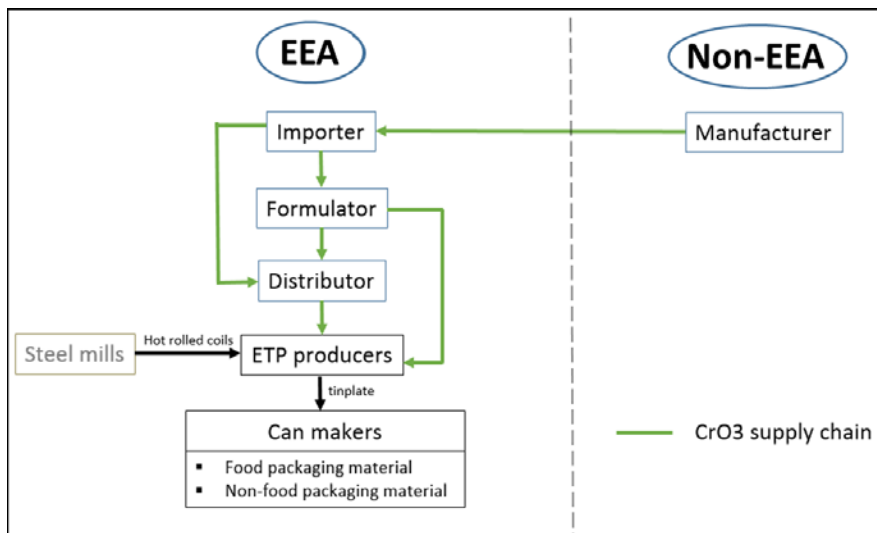 EEA
Non-EEA
Importer
Manufacturer
Formulator
Distributor
Steel mills
Hot rolled coils
ETP producers
tinplate
Can makers
▪ Food packaging material
▪ Non-food packaging material
CrO3 supply chain